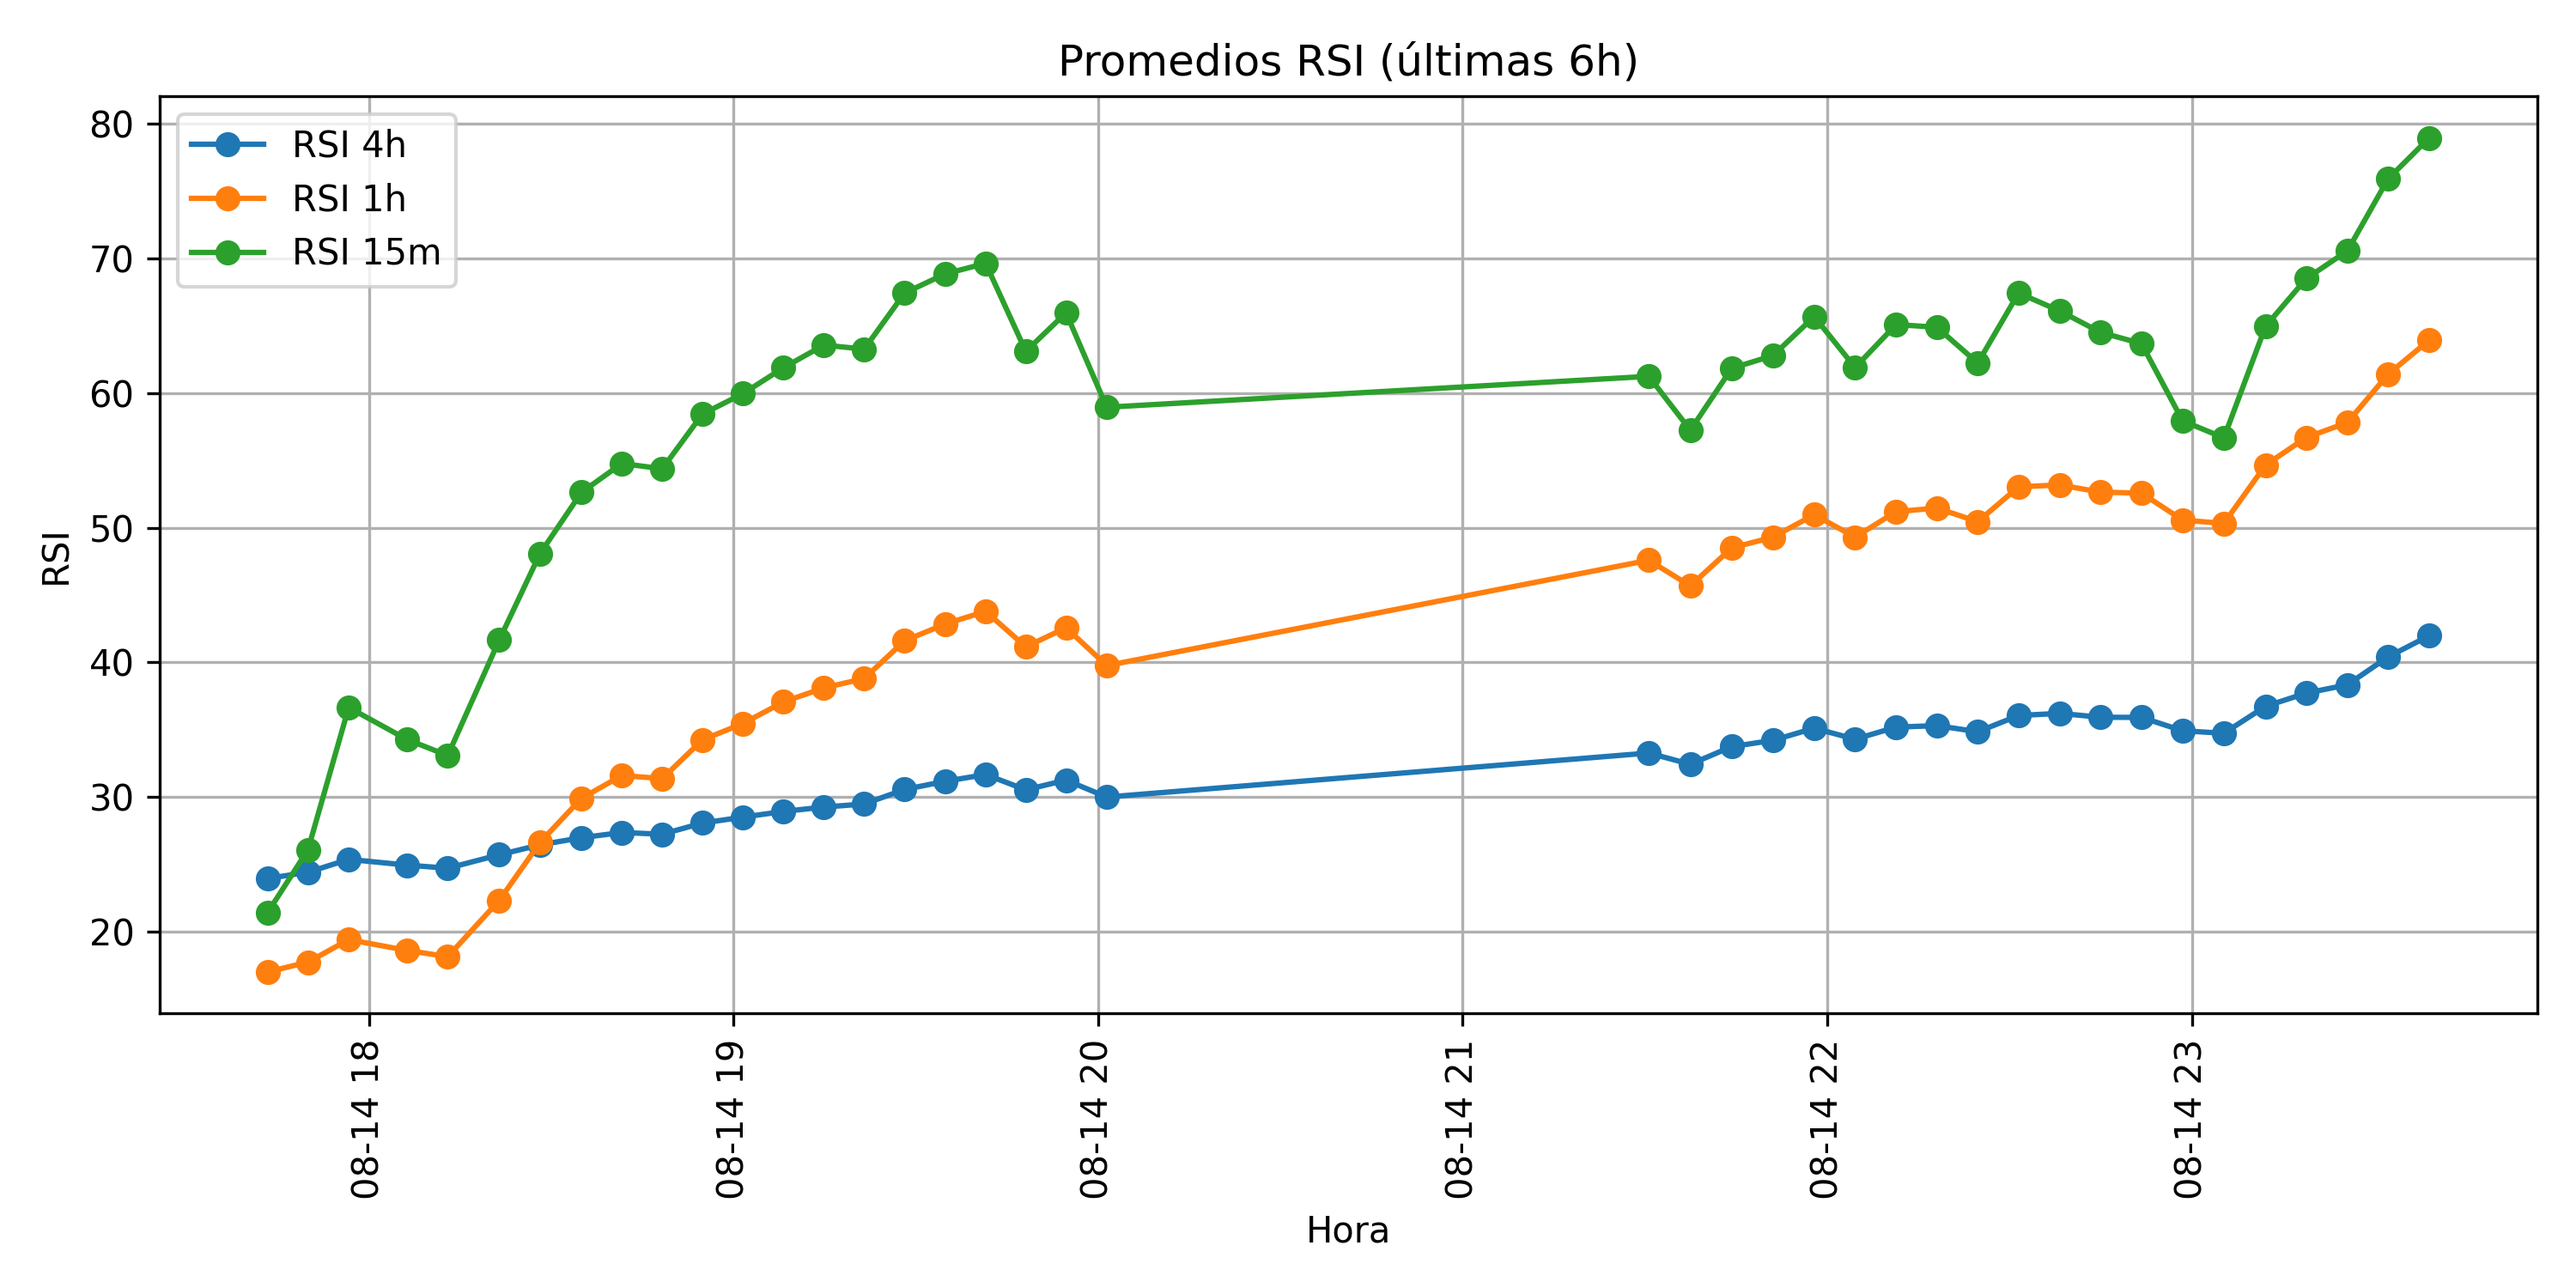 Promedios RSI (últimas 6h)
RSI 4h
RSI 1h
RSI 15m
80
70
60
50
40
30
20
RSI
08-14 18
08-14 19
08-14 20
08-14 21
08-14 22
08-14 23
Hora